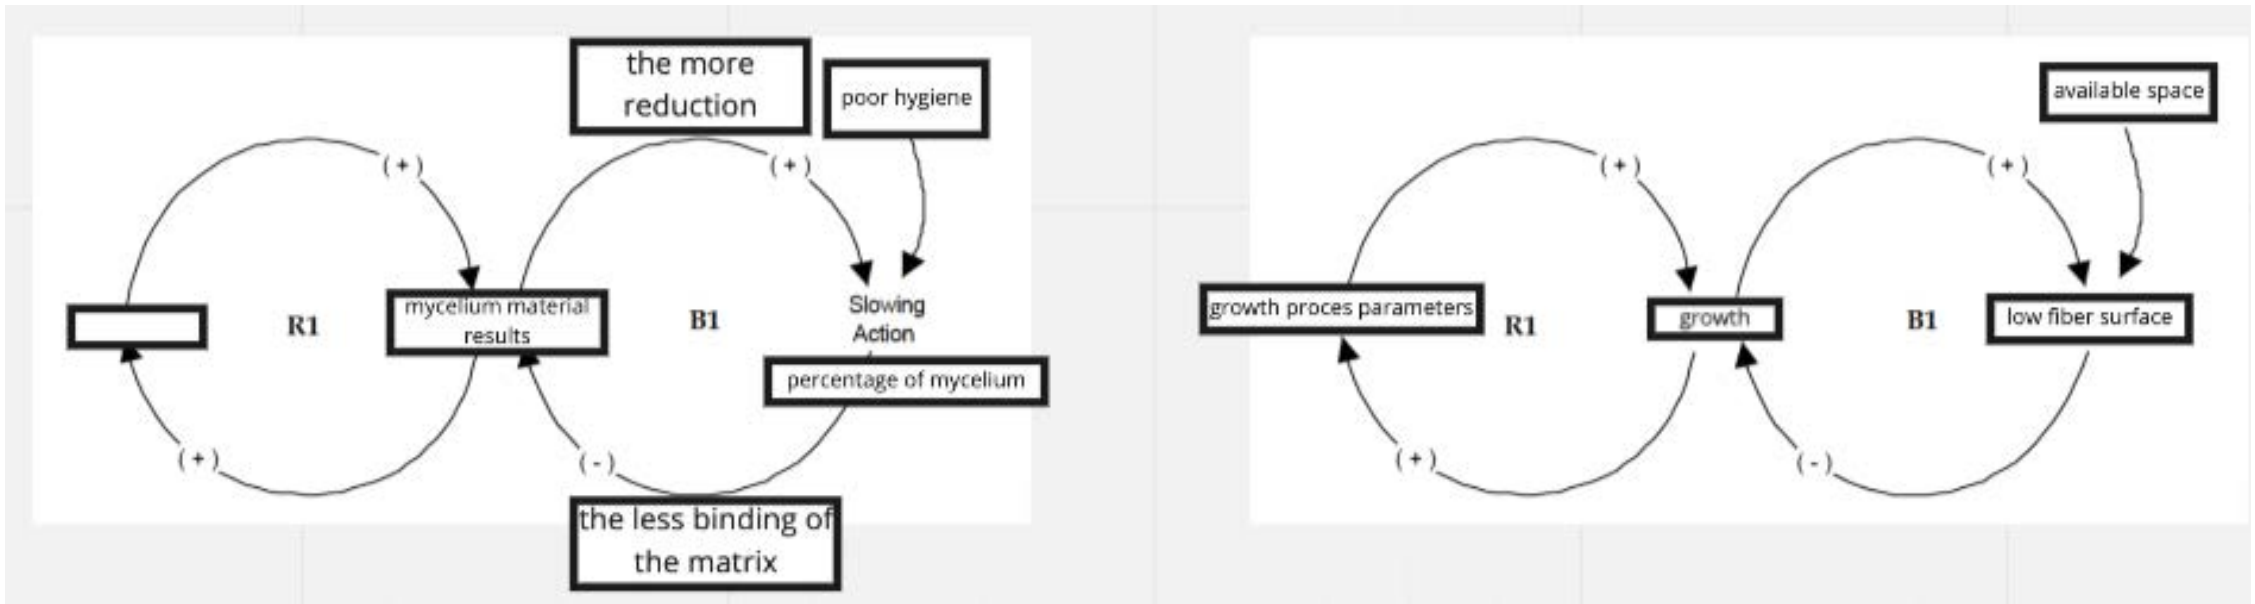 the more
reduction
poor hygiene
(+)
(+)
R1
mycelium material
results
B1
Slowing
Action
percentage of mycelium
(+)
(-)
the less binding of
the matrix
available space
(+)
(+)
growth proces parameters
R1
growth
B1
low fiber surface
(+)
(-)